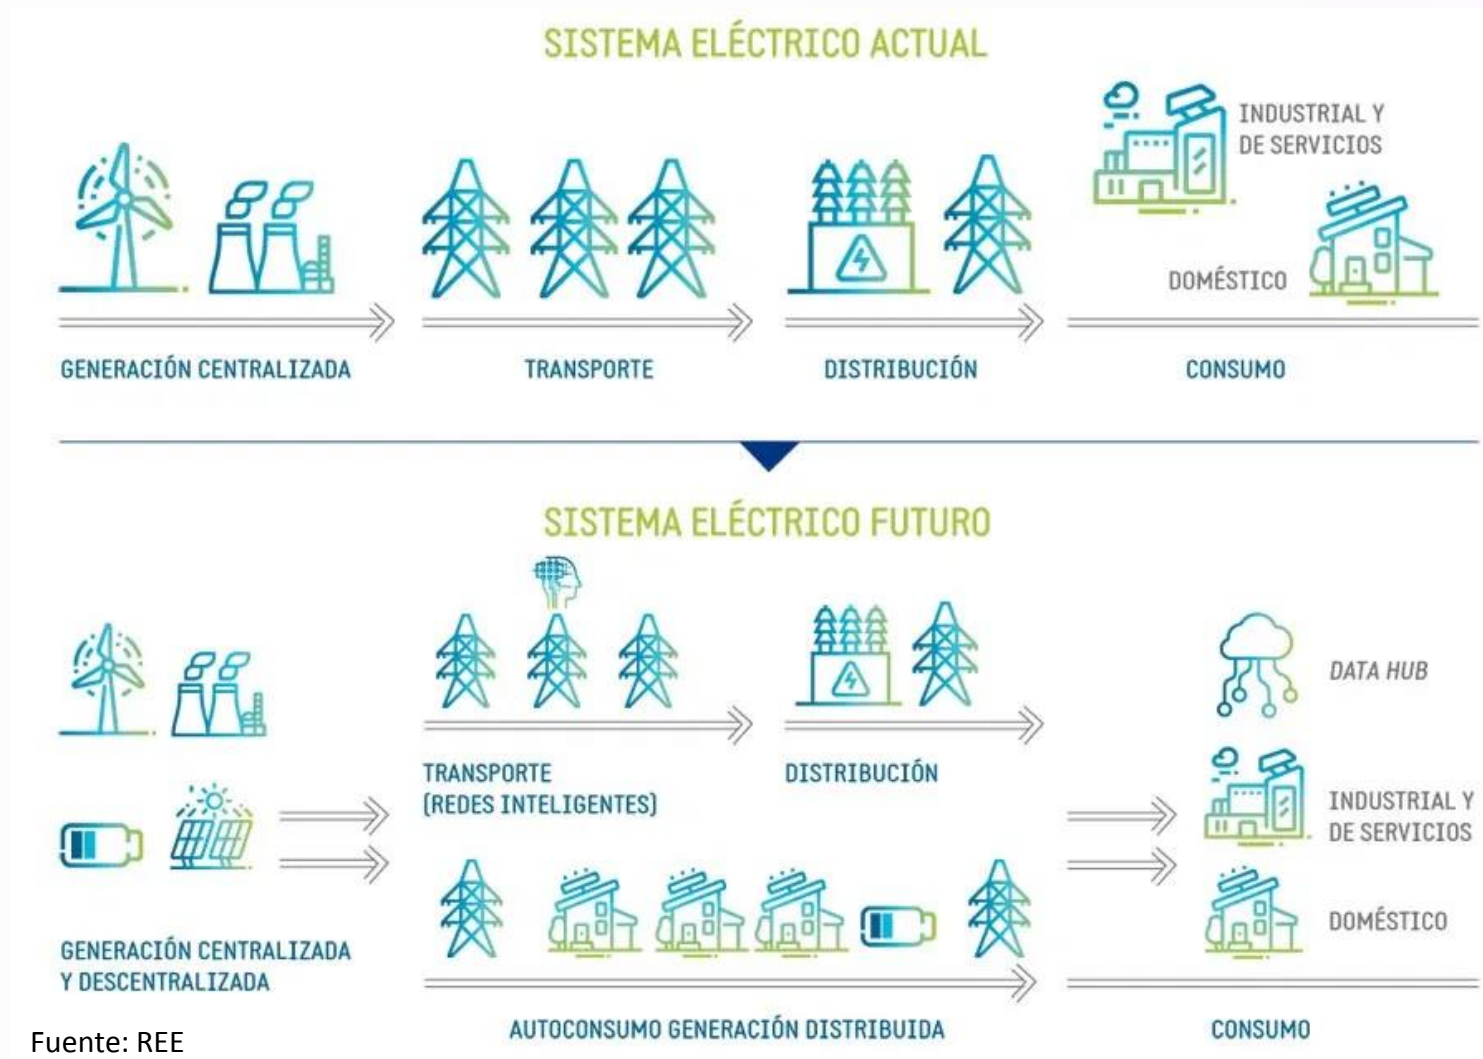 SISTEMA ELÉCTRICO ACTUAL
INDUSTRIAL Y
DE SERVICIOS
DOMÉSTICO
GENERACIÓN CENTRALIZADA
TRANSPORTE
DISTRIBUCIÓN
CONSUMO
SISTEMA ELÉCTRICO FUTURO
DATA HUB
TRANSPORTE
(REDES INTELIGENTES)
DISTRIBUCIÓN
INDUSTRIAL Y
DE SERVICIOS
DOMÉSTICO
GENERACIÓN CENTRALIZADA
Y DESCENTRALIZADA
AUTOCONSUMO GENERACIÓN DISTRIBUIDA
CONSUMO
Fuente: REE